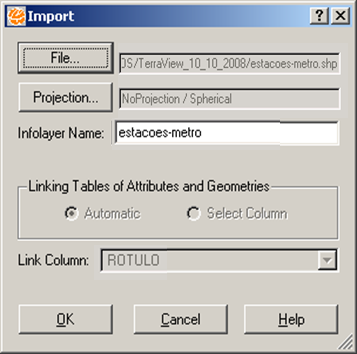 Import
File...
OS/TerraView_10_10_2008/estacoes-metro.shp
Projection...
NoProjection / Spherical
Infolayer Name:
estacoes-metro
Linking Tables of Attributes and Geometries
Automatic
Select Column
Link Column:
ROTULO
OK
Cancel
Help